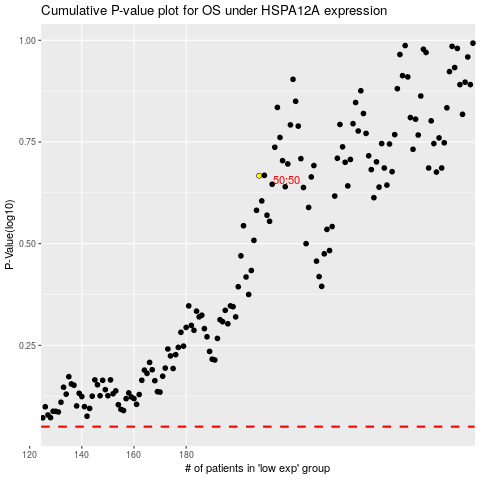 Cumulative P-value plot for OS under HSPA12A expression
1.00
0.75
0.50
0.25
P-Value(log10)
50:50
120 140 160 180
# of patients in 'low exp' group